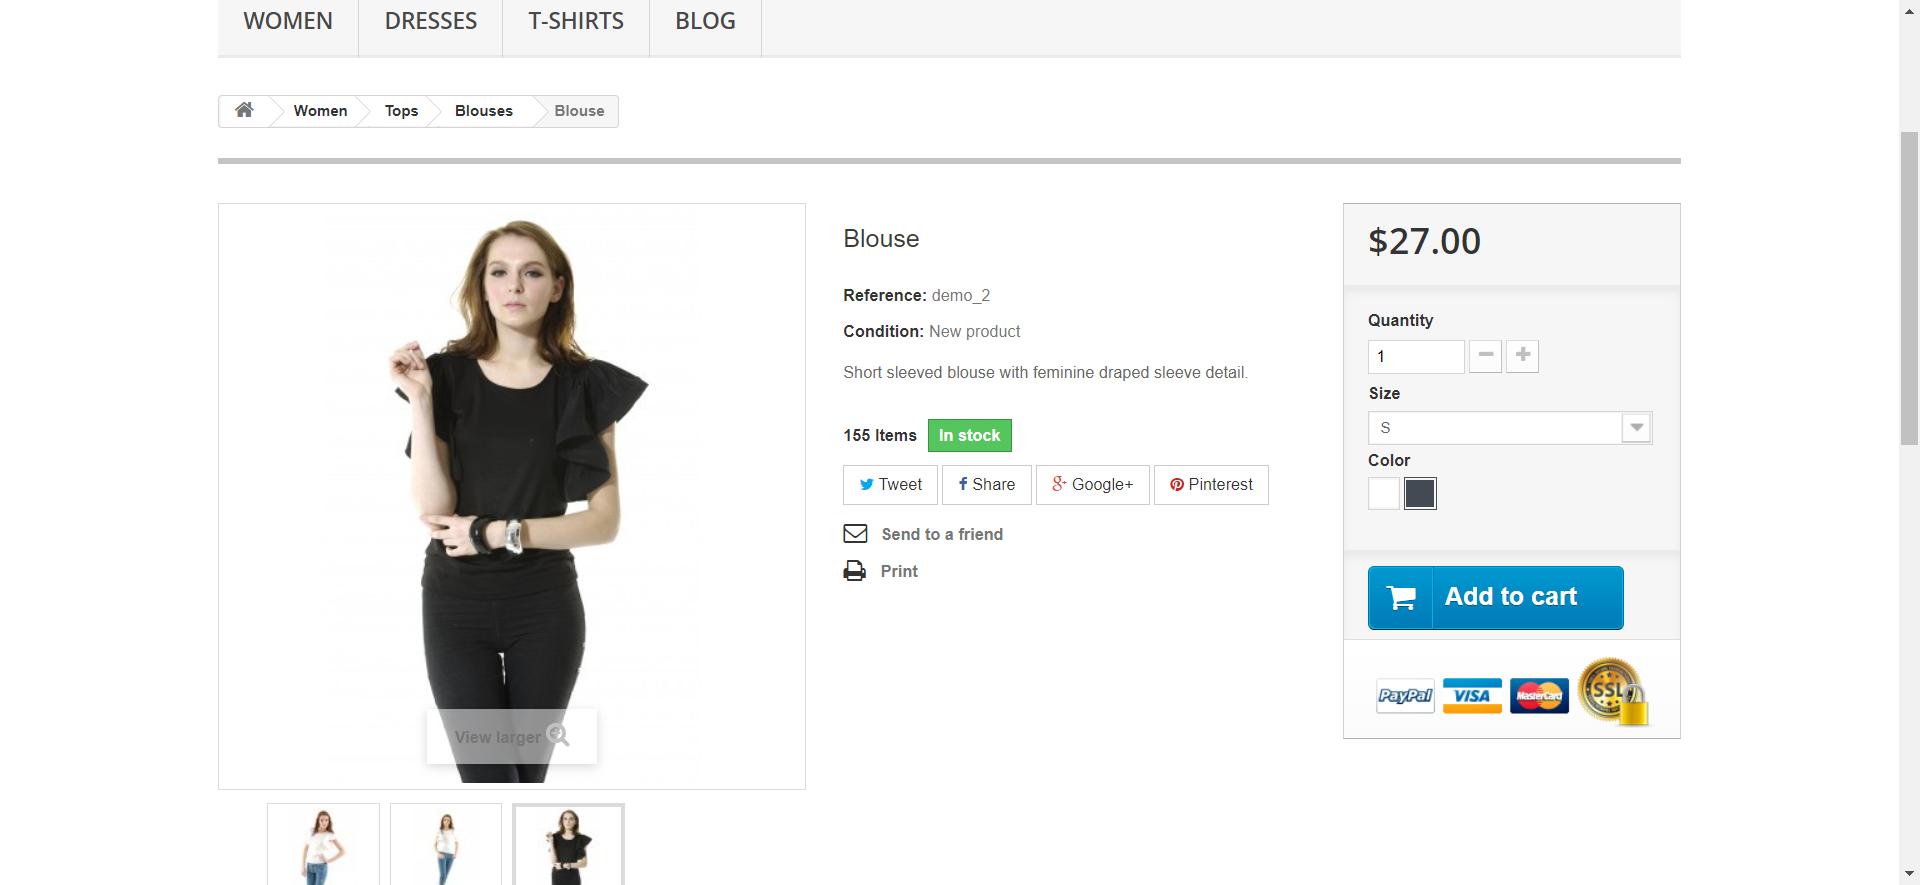 WOMEN
DRESSES
T-SHIRTS
BLOG
Women
Tops
Blouses
Blouse
View larger
Blouse
Reference: demo_2
Condition: New product
Short sleeved blouse with feminine draped sleeve detail.
155 Items In stock
Tweet
Share
Google+
Pinterest
Send to a friend
Print
$27.00
Quantity
1
Size
S
Color
Add to cart
PayPal
VISA
MasterCard
SSL